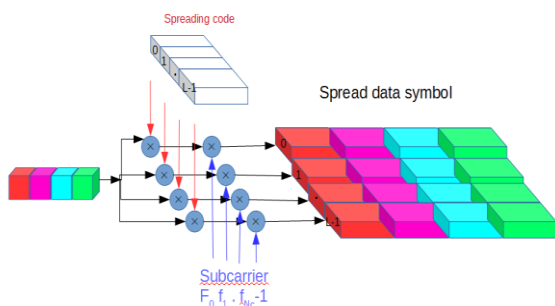 Spreading code
0
1
.
L-1
Spread data symbol
0
1
.
L-1
× ×
× ×
× ×
× ×
Subcarrier
F0 f1 . fNc-1